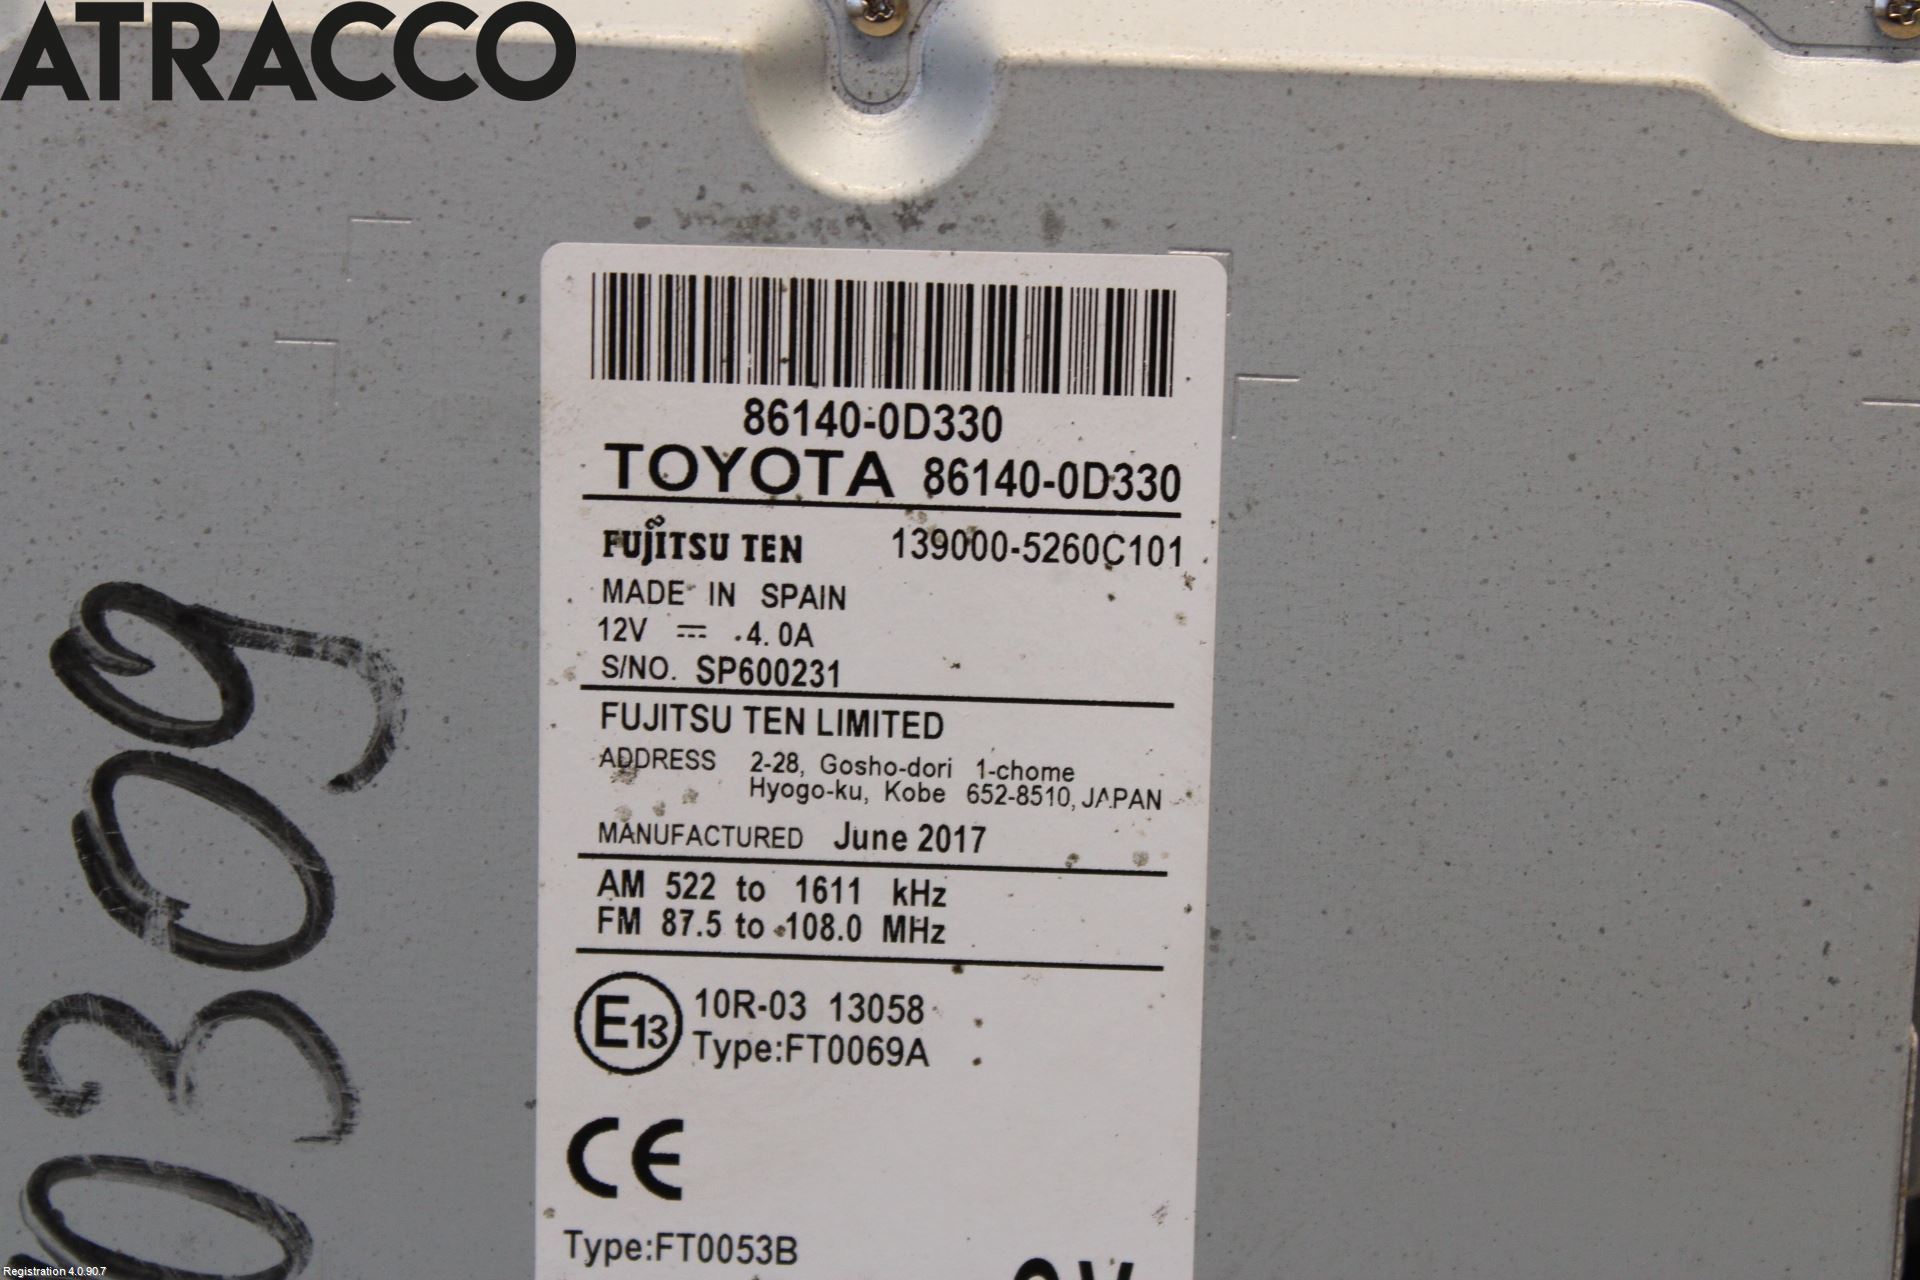 ATRACCO
86140-0D330
TOYOTA 86140-0D330
FUJITSU TEN 139000-5260C101
MADE IN SPAIN
12V ⎓ 4.0A
S/NO. SP600231
FUJITSU TEN LIMITED
ADDRESS 2-28, Gosho-dori 1-chome
Hyogo-ku, Kobe 652-8510, JAPAN
MANUFACTURED June 2017
AM 522 to 1611 kHz
FM 87.5 to 108.0 MHz
E13 10R-03 13058
Type:FT0069A
CE
Type:FT0053B
0309
Registration 4.0.90.7